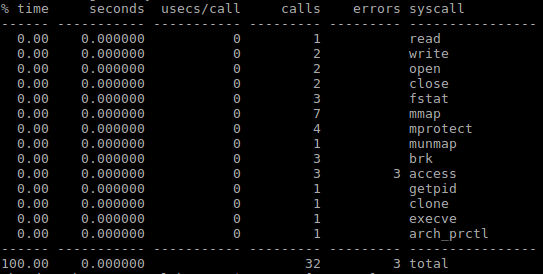 % time     seconds  usecs/call     calls    errors syscall
------ ----------- ----------- --------- --------- ----------------
  0.00    0.000000           0         1           read
  0.00    0.000000           0         2           write
  0.00    0.000000           0         2           open
  0.00    0.000000           0         2           close
  0.00    0.000000           0         3           fstat
  0.00    0.000000           0         7           mmap
  0.00    0.000000           0         4           mprotect
  0.00    0.000000           0         1           munmap
  0.00    0.000000           0         3           brk
  0.00    0.000000           0         3         3 access
  0.00    0.000000           0         1           getpid
  0.00    0.000000           0         1           clone
  0.00    0.000000           0         1           execve
  0.00    0.000000           0         1           arch_prctl
------ ----------- ----------- --------- --------- ----------------
100.00    0.000000                    32         3 total